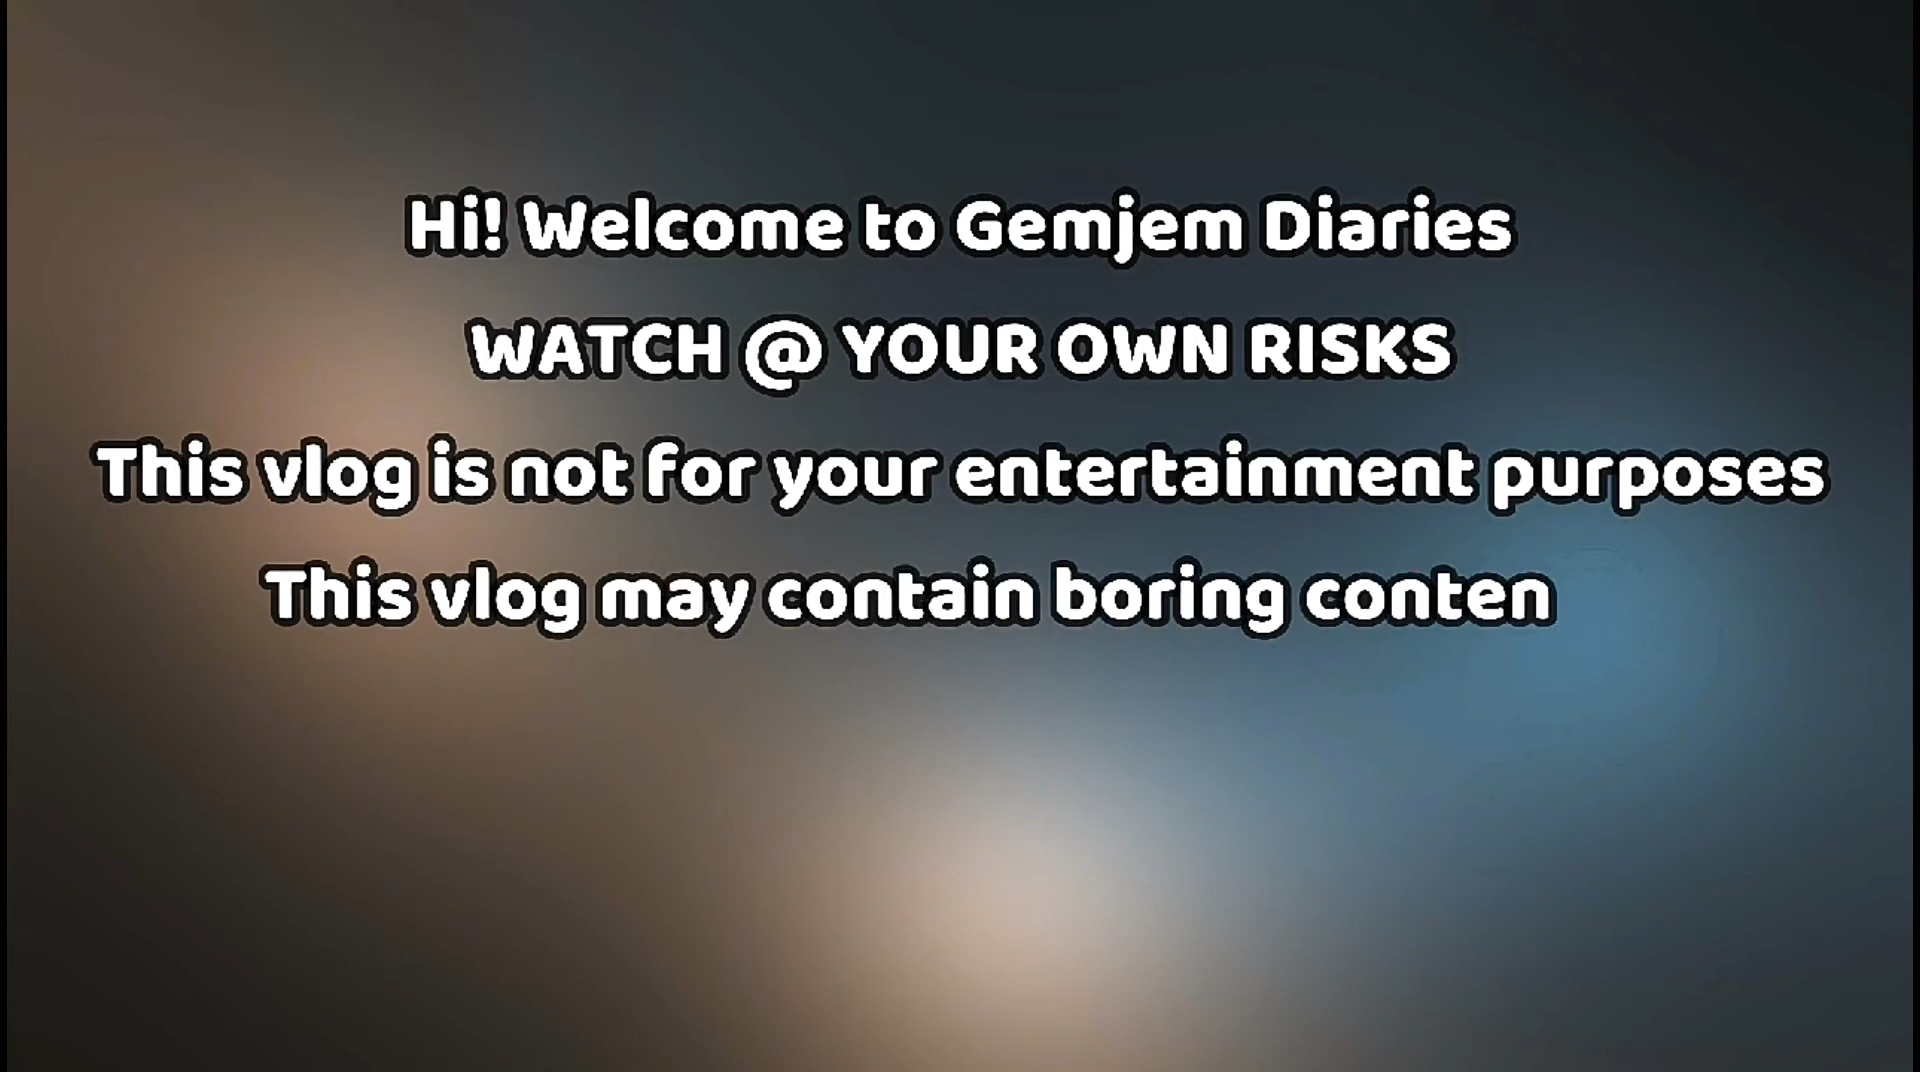 Hi! Welcome to Gemjem Diaries
WATCH @ YOUR OWN RISKS
This vlog is not for your entertainment purposes
This vlog may contain boring conten